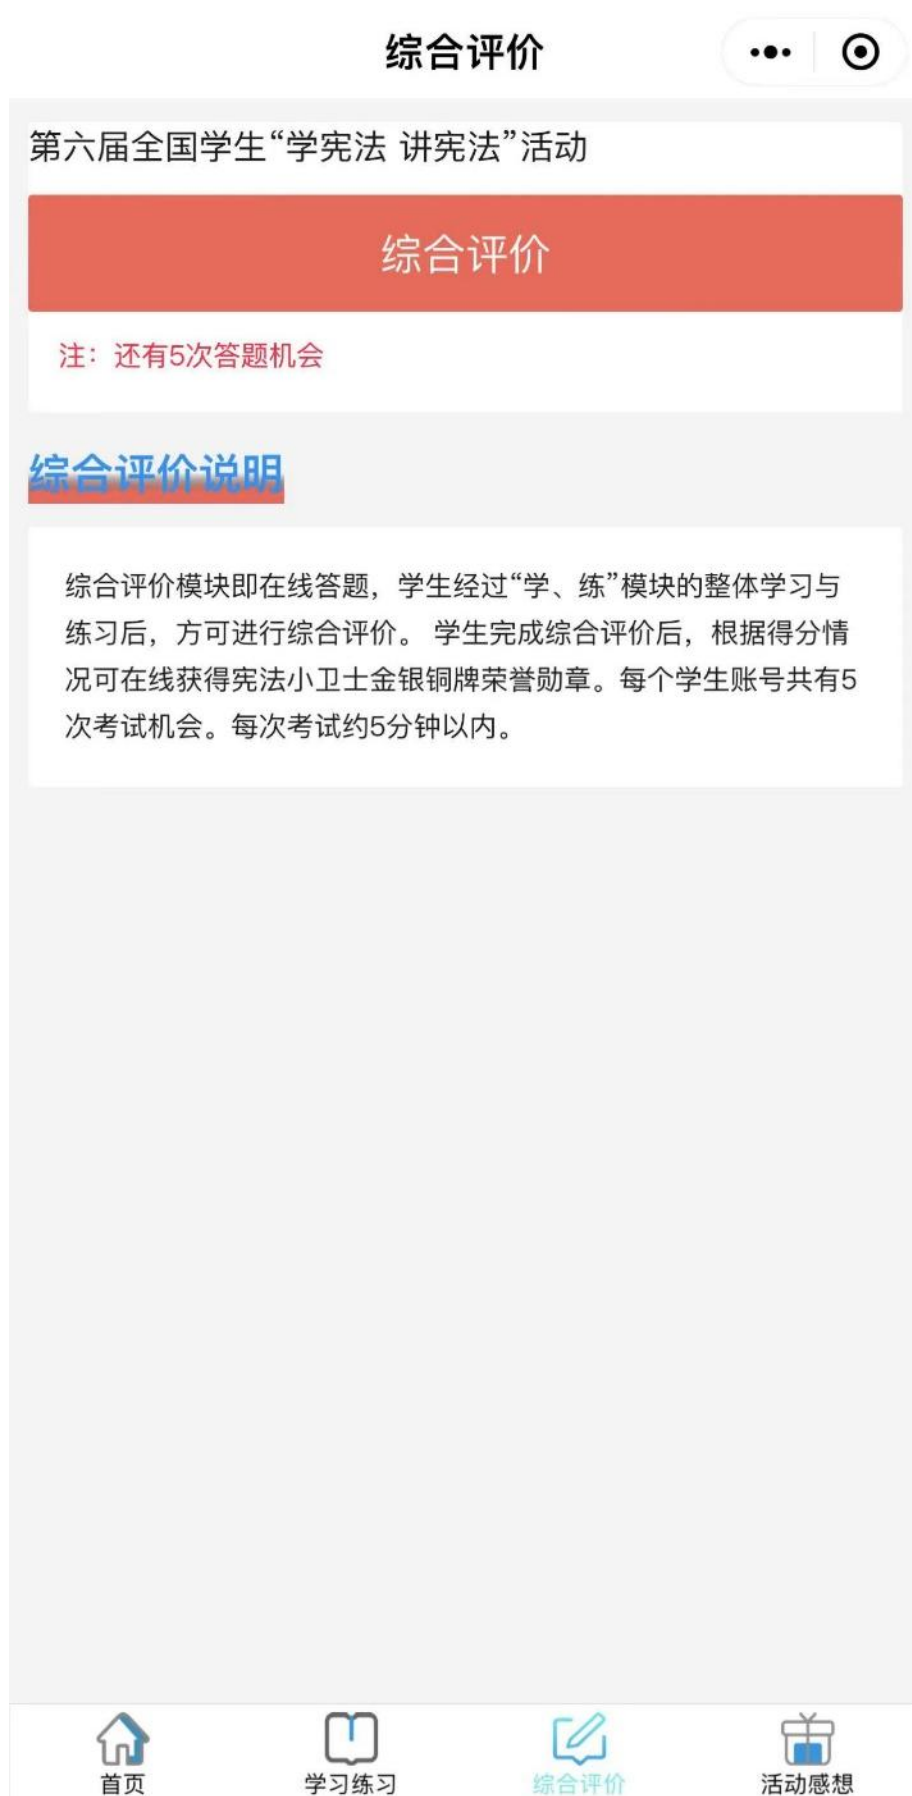 综合评价
第六届全国学生“学宪法 讲宪法”活动
综合评价
注：还有5次答题机会
综合评价说明
综合评价模块即在线答题，学生经过“学、练”模块的整体学习与
练习后，方可进行综合评价。 学生完成综合评价后，根据得分情
况可在线获得宪法小卫士金银铜牌荣誉勋章。每个学生账号共有5
次考试机会。每次考试约5分钟以内。
首页
学习练习
综合评价
活动感想